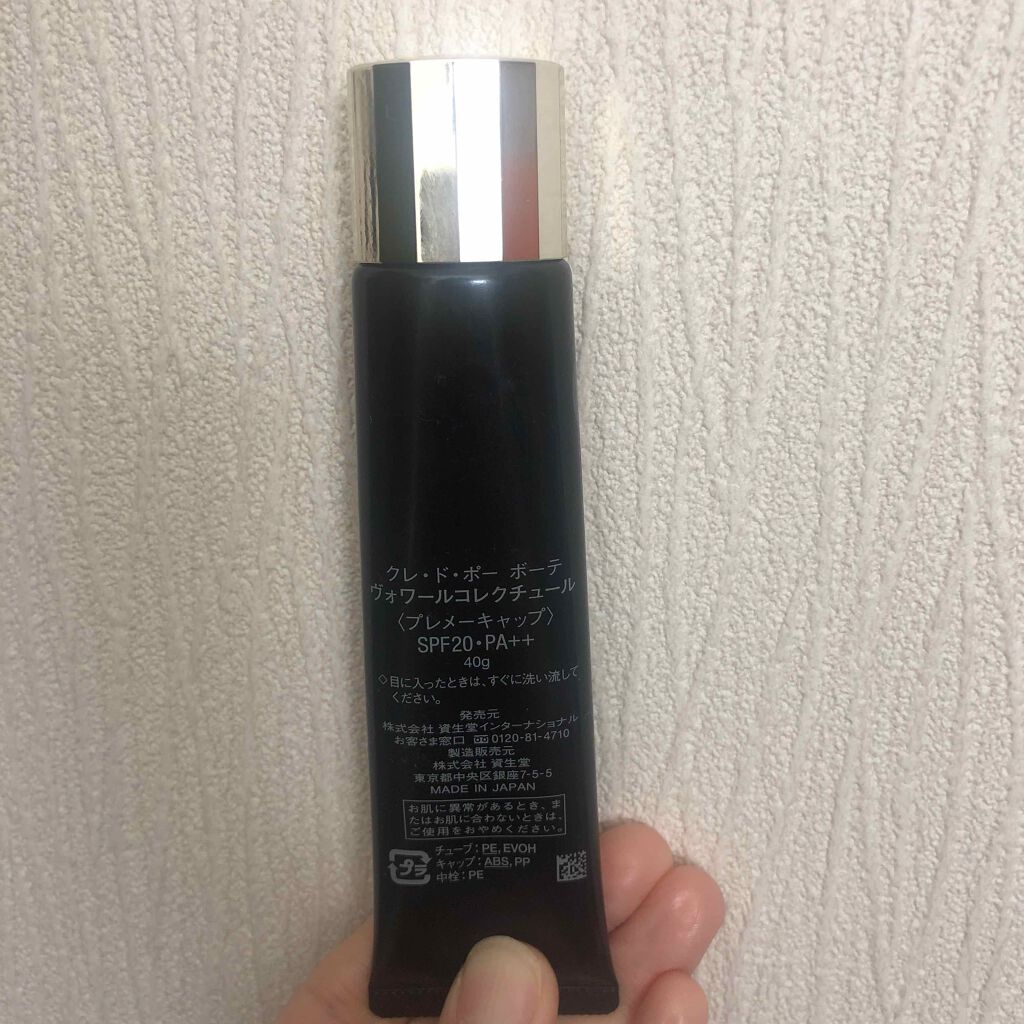 クレ・ド・ポー ボーテ
ヴォワールコレクチュール
〈プレメーキャップ〉
SPF20・PA++
40g
◇目に入ったときは、すぐに洗い流して
ください。
発売元
株式会社 資生堂インターナショナル
お客さま窓口 0120-81-4710
製造販売元
株式会社 資生堂
東京都中央区銀座7-5-5
MADE IN JAPAN
お肌に異常があるとき、ま
たはお肌に合わないときは、
ご使用をおやめください。
プラ
チューブ：PE, EVOH
キャップ：ABS, PP
中栓：PE